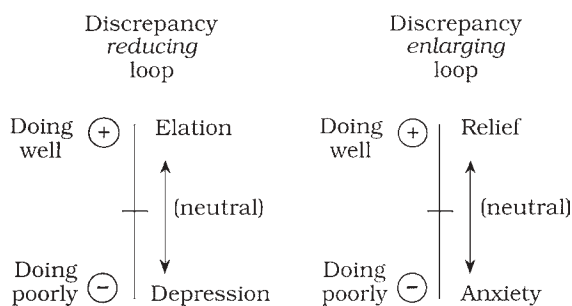 Discrepancy
reducing
loop
Doing
well
+
Elation
(neutral)
Doing
poorly
−
Depression
Discrepancy
enlarging
loop
Doing
well
+
Relief
(neutral)
Doing
poorly
−
Anxiety